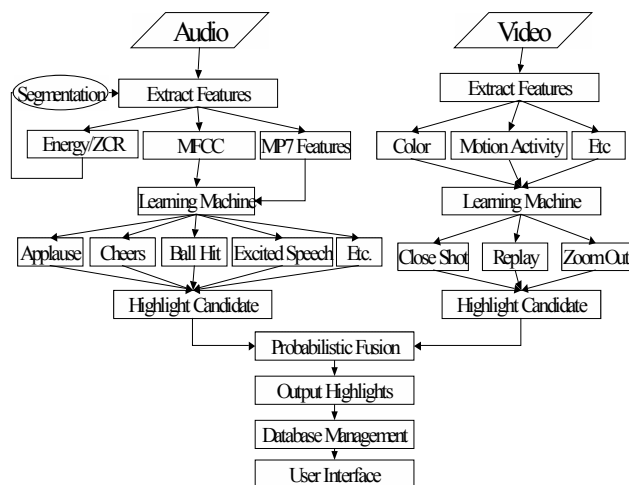 Audio
Video
Segmentation
Extract Features
Extract Features
Energy/ZCR
MFCC
MP7 Features
Color
Motion Activity
Etc
Learning Machine
Learning Machine
Applause
Cheers
Ball Hit
Excited Speech
Etc.
Close Shot
Replay
Zoom Out
Highlight Candidate
Highlight Candidate
Probabilistic Fusion
Output Highlights
Database Management
User Interface